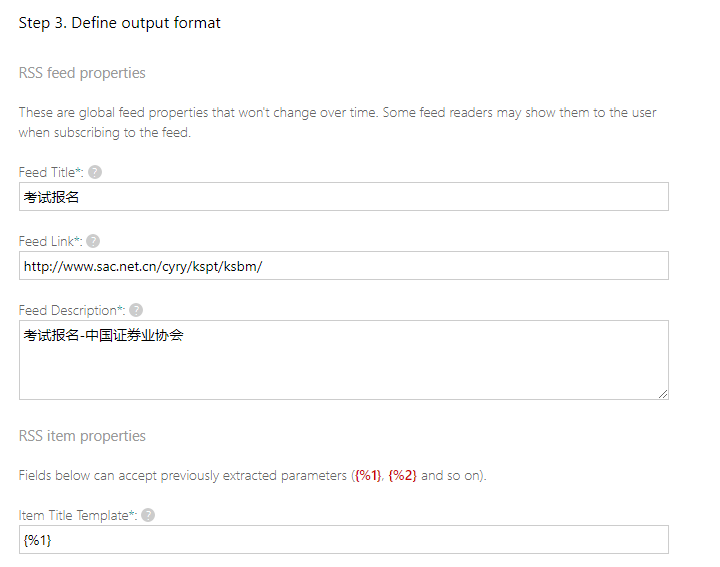 Step 3. Define output format
RSS feed properties
These are global feed properties that won't change over time. Some feed readers may show them to the user
when subscribing to the feed.
Feed Title*: ?
考试报名
Feed Link*: ?
http://www.sac.net.cn/cyry/kspt/ksbm/
Feed Description*: ?
考试报名-中国证券业协会
RSS item properties
Fields below can accept previously extracted parameters ({%1}, {%2} and so on).
Item Title Template*: ?
{%1}